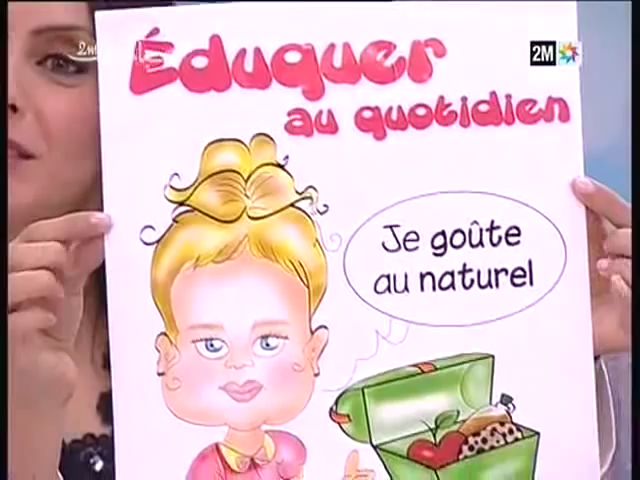 Éduquer
au quotidien
Je goûte
au naturel
2M